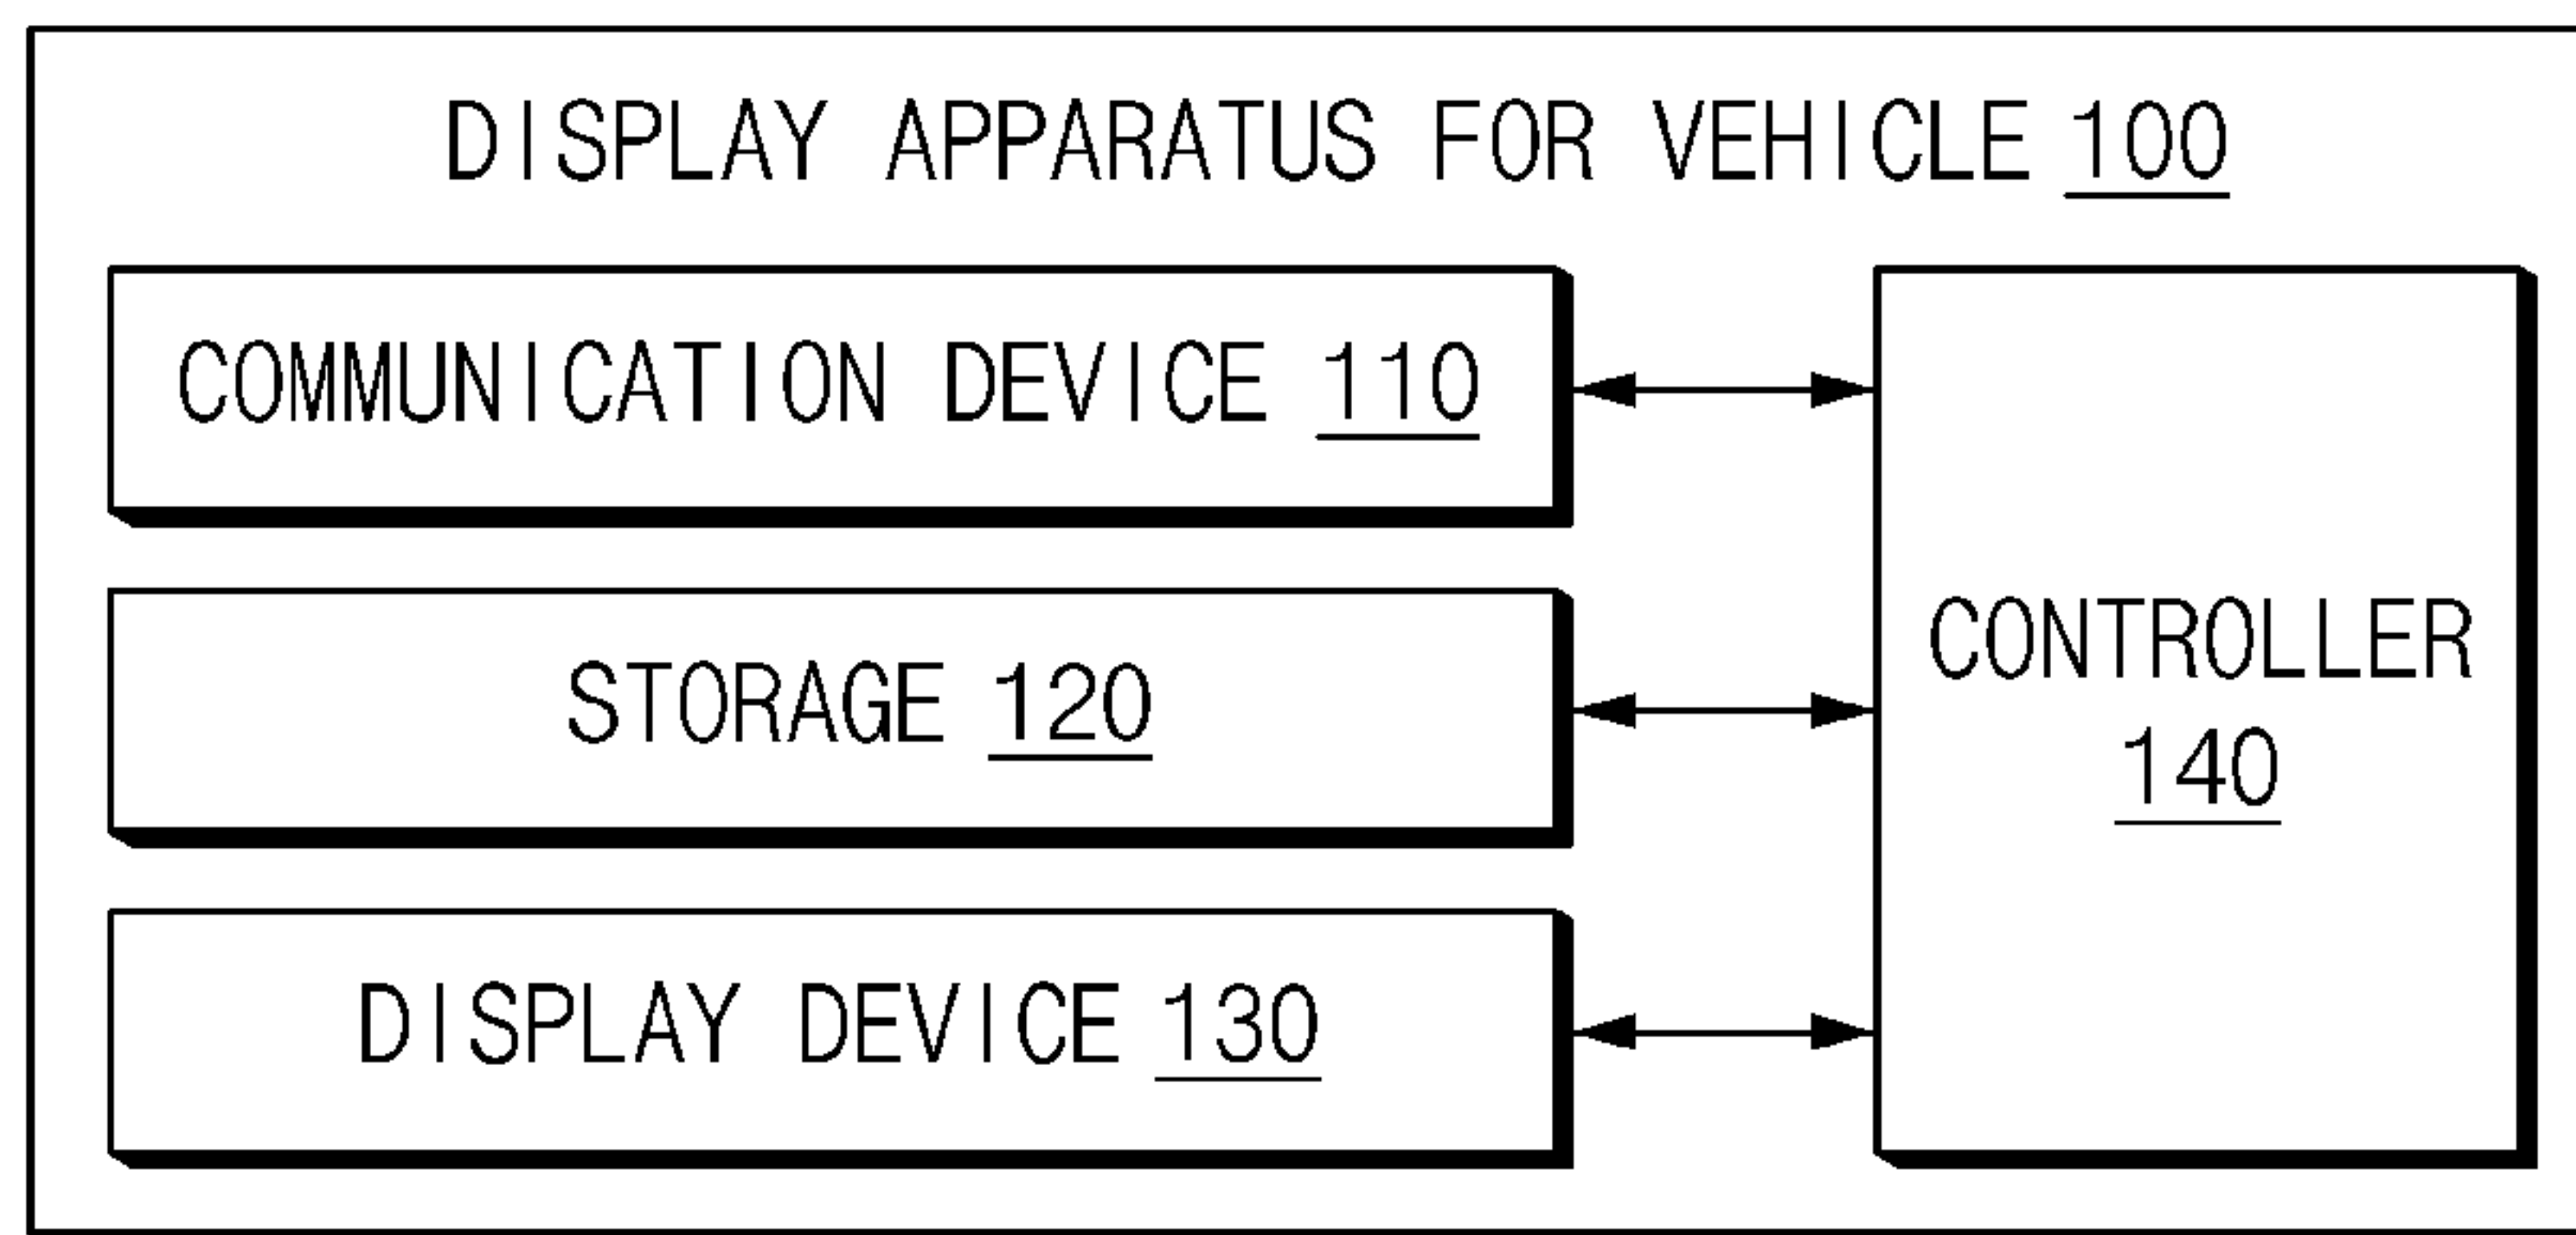 DISPLAY APPARATUS FOR VEHICLE 100
COMMUNICATION DEVICE 110
STORAGE 120
DISPLAY DEVICE 130
CONTROLLER
140